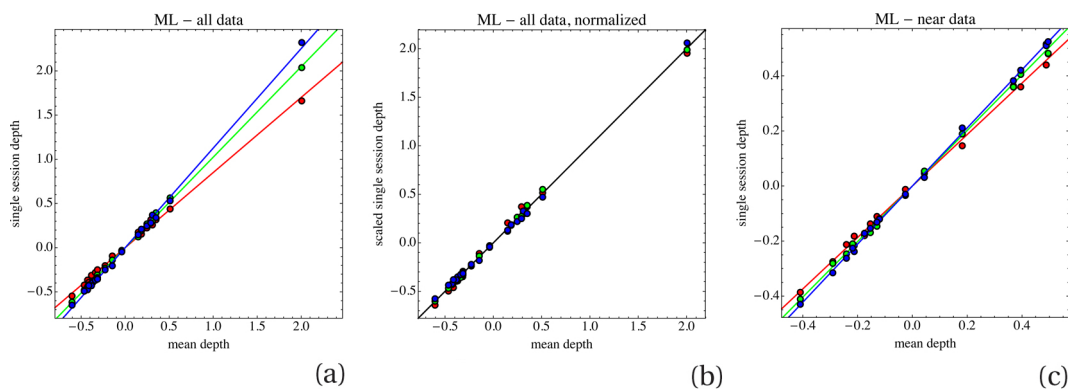 ML – all data
single session depth
2.0
1.5
1.0
0.5
0.0
−0.5
−0.5 0.0 0.5 1.0 1.5 2.0
mean depth
(a)
ML – all data, normalized
scaled single session depth
2.0
1.5
1.0
0.5
0.0
−0.5
−0.5 0.0 0.5 1.0 1.5 2.0
mean depth
(b)
ML – near data
single session depth
0.4
0.2
0.0
−0.2
−0.4
−0.4 −0.2 0.0 0.2 0.4
mean depth
(c)